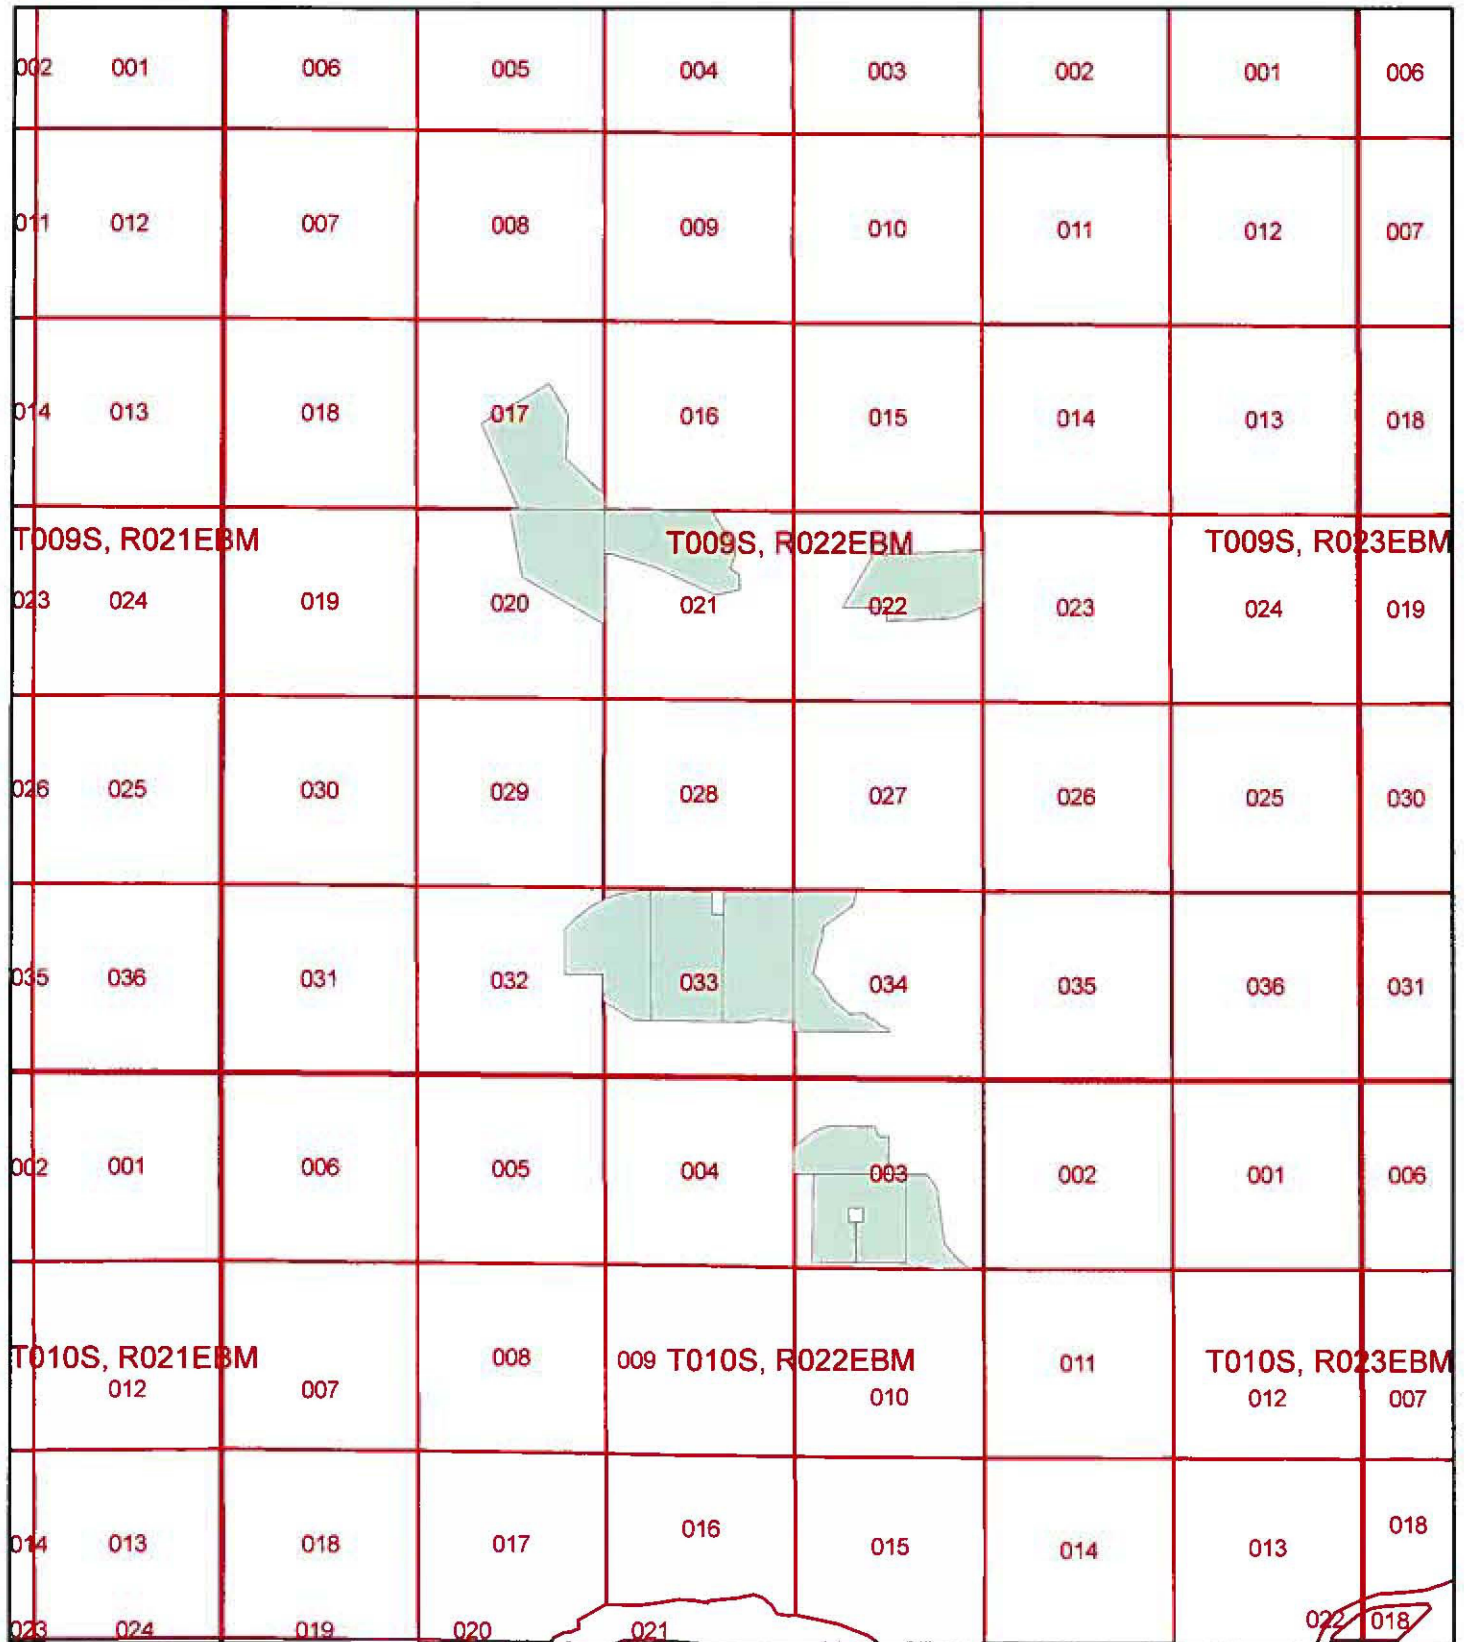 002 001 006 005 004 003 002 001 006
011 012 007 008 009 010 011 012 007
014 013 018 017 016 015 014 013 018
T009S, R021EBM T009S, R022EBM T009S, R023EBM
023 024 019 020 021 022 023 024 019
026 025 030 029 028 027 026 025 030
035 036 031 032 033 034 035 036 031
002 001 006 005 004 003 002 001 006
T010S, R021EBM 008 009 T010S, R022EBM 011 T010S, R023EBM
012 007 010 012 007
014 013 018 017 016 015 014 013 018
023 024 019 020 021 022 018